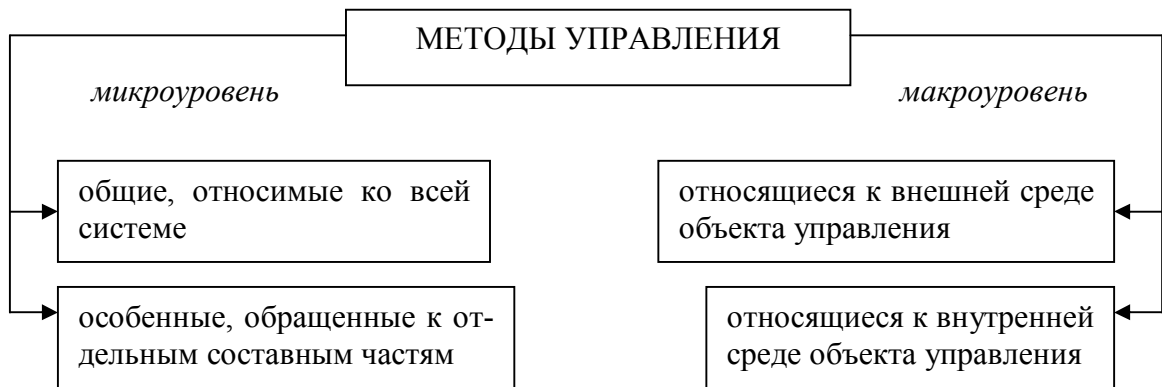 МЕТОДЫ УПРАВЛЕНИЯ
микроуровень
макроуровень
общие, относимые ко всей
системе
относящиеся к внешней среде
объекта управления
особенные, обращенные к от-
дельным составным частям
относящиеся к внутренней
среде объекта управления